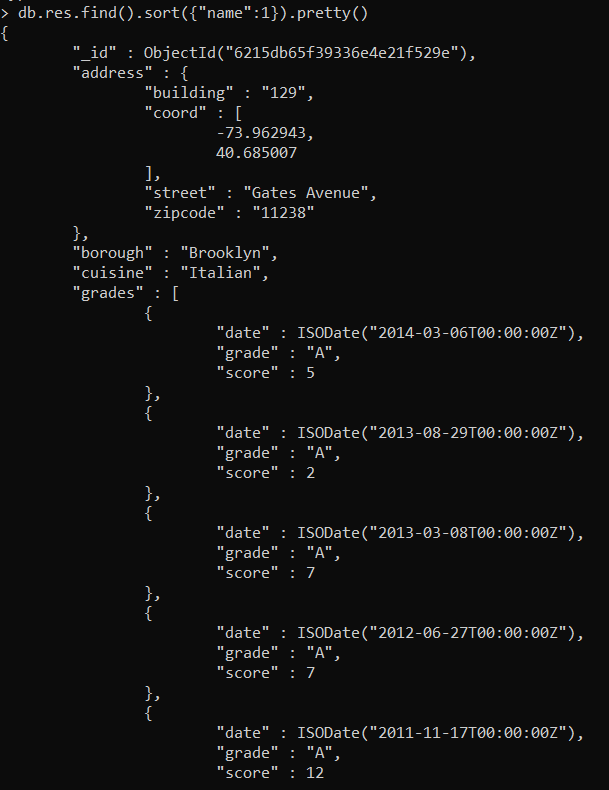 > db.res.find().sort({"name":1}).pretty()
{
"_id" : ObjectId("6215db65f39336e4e21f529e"),
"address" : {
"building" : "129",
"coord" : [
-73.962943,
40.685007
],
"street" : "Gates Avenue",
"zipcode" : "11238"
},
"borough" : "Brooklyn",
"cuisine" : "Italian",
"grades" : [
{
"date" : ISODate("2014-03-06T00:00:00Z"),
"grade" : "A",
"score" : 5
},
{
"date" : ISODate("2013-08-29T00:00:00Z"),
"grade" : "A",
"score" : 2
},
{
"date" : ISODate("2013-03-08T00:00:00Z"),
"grade" : "A",
"score" : 7
},
{
"date" : ISODate("2012-06-27T00:00:00Z"),
"grade" : "A",
"score" : 7
},
{
"date" : ISODate("2011-11-17T00:00:00Z"),
"grade" : "A",
"score" : 12